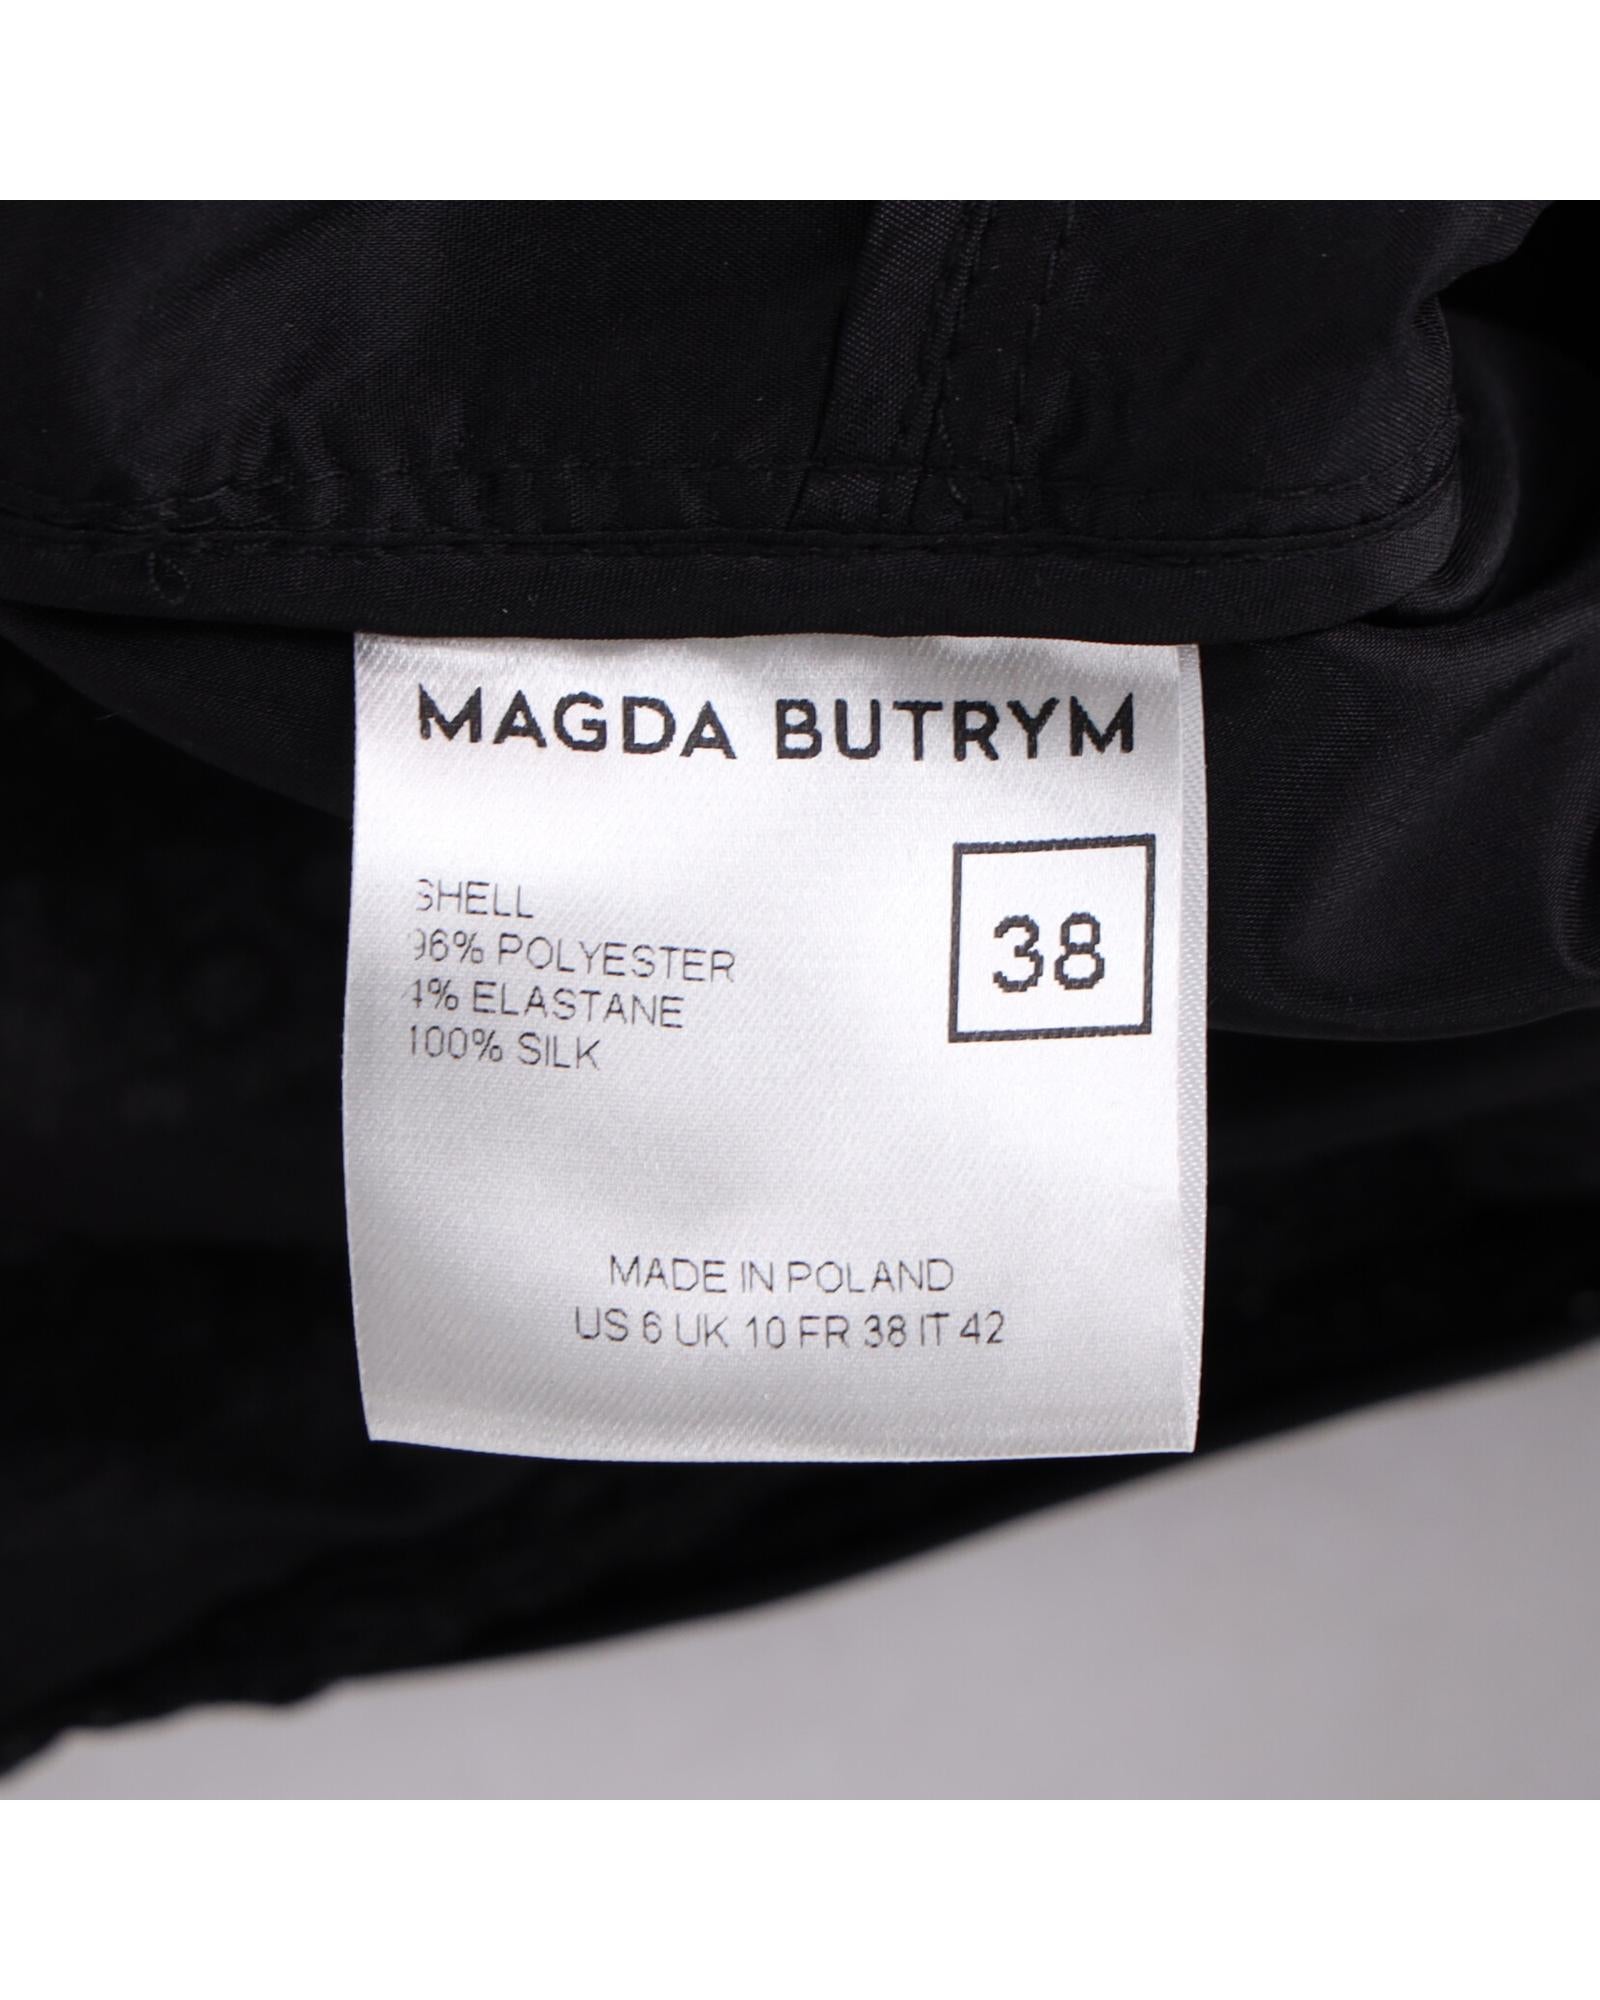 MAGDA BUTRYM
38
SHELL
96% POLYESTER
4% ELASTANE
100% SILK
MADE IN POLAND
US 6 UK 10 FR 38 IT 42